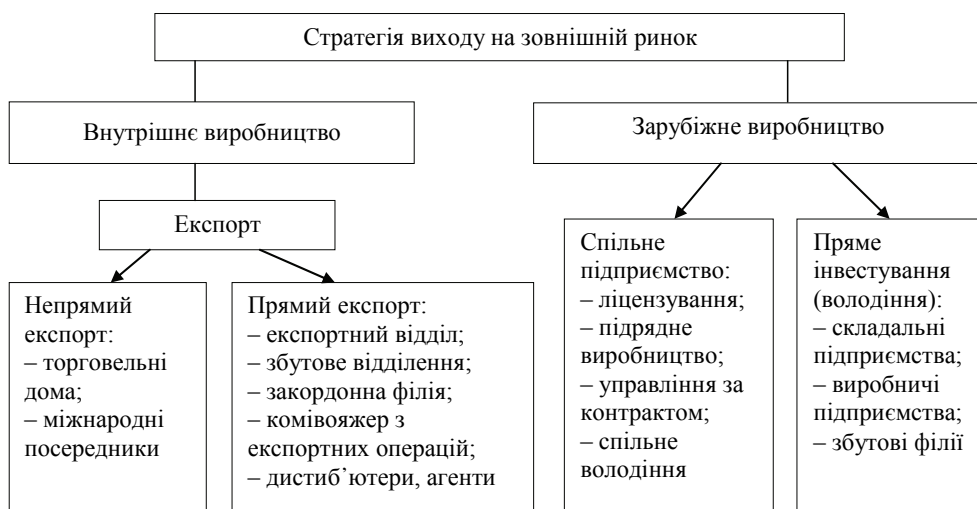 Стратегія виходу на зовнішній ринок
Внутрішнє виробництво
Зарубіжне виробництво
Експорт
Непрямий
експорт:
– торговельні
дома;
– міжнародні
посередники
Прямий експорт:
– експортний відділ;
– збутове відділення;
– закордонна філія;
– комівояжер з
експортних операцій;
– дистиб΄ютери, агенти
Спільне
підприємство:
– ліцензування;
– підрядне
виробництво;
– управління за
контрактом;
– спільне
володіння
Пряме
інвестування
(володіння):
– складальні
підприємства;
– виробничі
підприємства;
– збутові філії